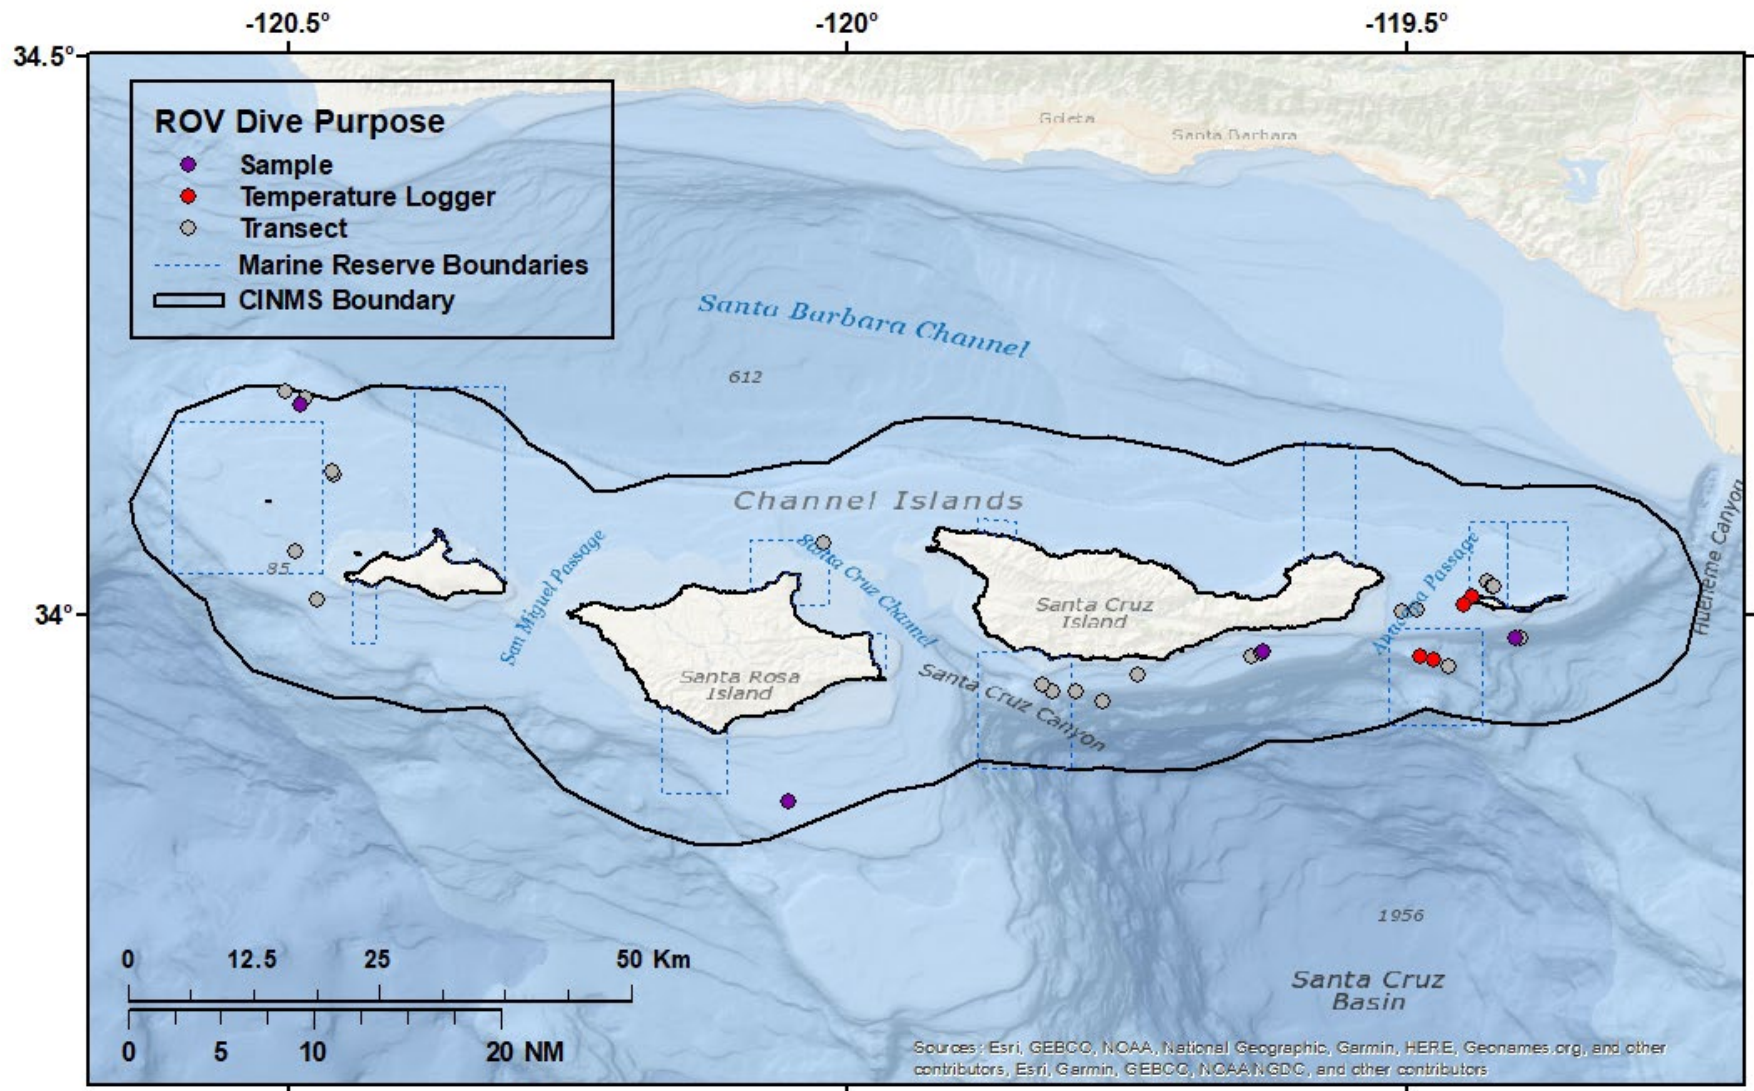 -120.5°
-120°
-119.5°
34.5°
ROV Dive Purpose
Sample
Temperature Logger
Transect
Marine Reserve Boundaries
CINMS Boundary
Goleta
Santa Barbara
Santa Barbara Channel
612
Channel Islands
85
San Miguel Passage
Santa Cruz Channel
Anacapa Passage
Hueneme Canyon
34°
Santa Cruz
Island
Santa Rosa
Island
Santa Cruz Canyon
1956
Santa Cruz
Basin
0 12.5 25 50 Km
0 5 10 20 NM
Sources: Esri, GEBCO, NOAA, National Geographic, Garmin, HERE, Geonames.org, and other
contributors, Esri, Garmin, GEBCO, NOAA NGDC, and other contributors